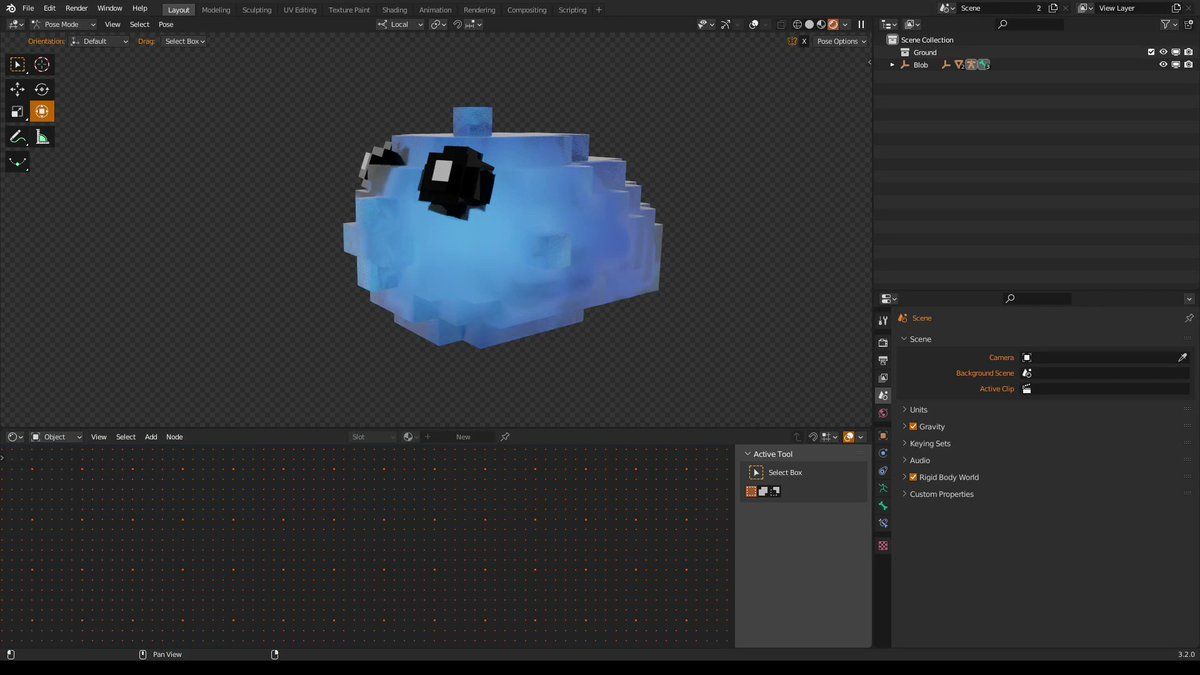 File Edit Render Window Help Layout Modeling Sculpting UV Editing Texture Paint Shading Animation Rendering Compositing Scripting + Scene 2 View Layer
Pose Mode View Select Pose Local
Orientation: Default Drag: Select Box X Pose Options
Scene Collection
Ground
Blob
Scene
Scene
Camera
Background Scene
Active Clip
Units
Gravity
Keying Sets
Audio
Rigid Body World
Custom Properties
Object View Select Add Node Slot + New
Active Tool
Select Box
Pan View 3.2.0